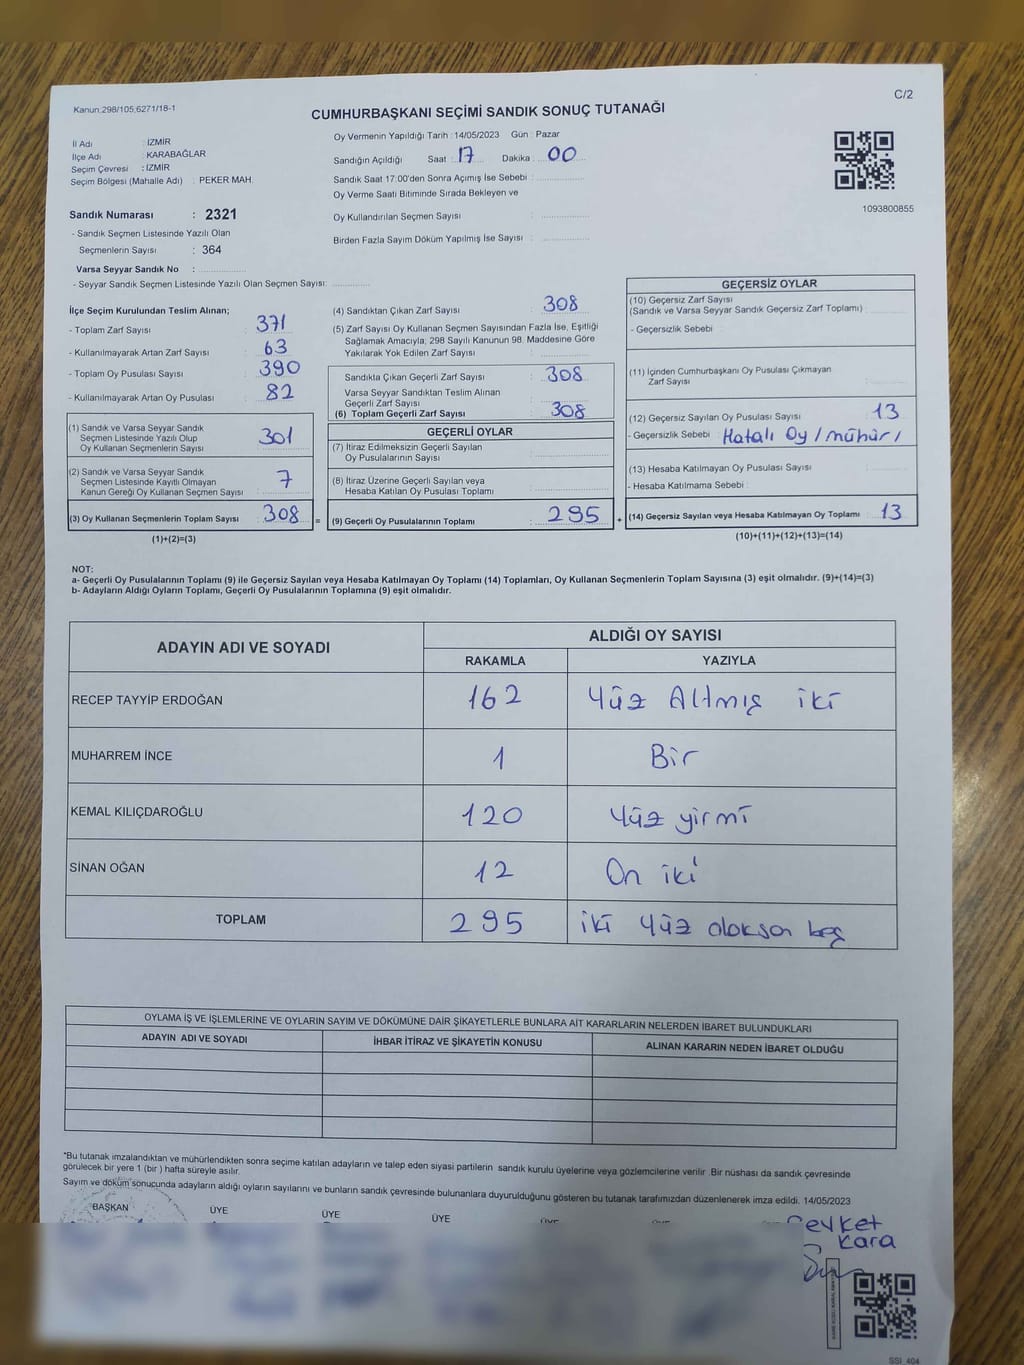 Kanun:298/105,6271/18-1
C/2
CUMHURBAŞKANI SEÇİMİ SANDIK SONUÇ TUTANAĞI
İl Adı : İZMİR
İlçe Adı : KARABAĞLAR
Seçim Çevresi : İZMİR
Seçim Bölgesi (Mahalle Adı) : PEKER MAH.
Oy Vermenin Yapıldığı Tarih : 14/05/2023 Gün : Pazar
Sandığın Açıldığı Saat : 17 Dakika : 00
Sandık Saat 17:00'den Sonra Açımış İse Sebebi :
Oy Verme Saati Bitiminde Sırada Bekleyen ve
Oy Kullandırılan Seçmen Sayısı :
Birden Fazla Sayım Döküm Yapılmış İse Sayısı :
1093800855
Sandık Numarası : 2321
- Sandık Seçmen Listesinde Yazılı Olan
Seçmenlerin Sayısı : 364
Varsa Seyyar Sandık No :
- Seyyar Sandık Seçmen Listesinde Yazılı Olan Seçmen Sayısı:
İlçe Seçim Kurulundan Teslim Alınan;
- Toplam Zarf Sayısı : 371
- Kullanılmayarak Artan Zarf Sayısı : 63
- Toplam Oy Pusulası Sayısı : 390
- Kullanılmayarak Artan Oy Pusulası : 82
(1) Sandık ve Varsa Seyyar Sandık
Seçmen Listesinde Yazılı Olup
Oy Kullanan Seçmenlerin Sayısı : 301
(2) Sandık ve Varsa Seyyar Sandık
Seçmen Listesinde Kayıtlı Olmayan
Kanun Gereği Oy Kullanan Seçmen Sayısı : 7
(3) Oy Kullanan Seçmenlerin Toplam Sayısı : 308
(1)+(2)=(3)
(4) Sandıktan Çıkan Zarf Sayısı : 308
(5) Zarf Sayısı Oy Kullanan Seçmen Sayısından Fazla İse, Eşitliği
Sağlamak Amacıyla; 298 Sayılı Kanunun 98. Maddesine Göre
Yakılarak Yok Edilen Zarf Sayısı :
Sandıkta Çıkan Geçerli Zarf Sayısı : 308
Varsa Seyyar Sandıktan Teslim Alınan
Geçerli Zarf Sayısı :
(6) Toplam Geçerli Zarf Sayısı : 308
GEÇERLİ OYLAR
(7) İtiraz Edilmeksizin Geçerli Sayılan
Oy Pusulalarının Sayısı :
(8) İtiraz Üzerine Geçerli Sayılan veya
Hesaba Katılan Oy Pusulası Toplamı :
= (9) Geçerli Oy Pusulalarının Toplamı : 295 +
GEÇERSİZ OYLAR
(10) Geçersiz Zarf Sayısı
(Sandık ve Varsa Seyyar Sandık Geçersiz Zarf Toplamı) :
- Geçersizlik Sebebi :
(11) İçinden Cumhurbaşkanı Oy Pusulası Çıkmayan
Zarf Sayısı :
(12) Geçersiz Sayılan Oy Pusulası Sayısı : 13
- Geçersizlik Sebebi : Hatalı Oy / mühürı
(13) Hesaba Katılmayan Oy Pusulası Sayısı :
- Hesaba Katılmama Sebebi :
(14) Geçersiz Sayılan veya Hesaba Katılmayan Oy Toplamı : 13
(10)+(11)+(12)+(13)=(14)
NOT:
a- Geçerli Oy Pusulalarının Toplamı (9) ile Geçersiz Sayılan veya Hesaba Katılmayan Oy Toplamı (14) Toplamları, Oy Kullanan Seçmenlerin Toplam Sayısına (3) eşit olmalıdır. (9)+(14)=(3)
b- Adayların Aldığı Oyların Toplamı, Geçerli Oy Pusulalarının Toplamına (9) eşit olmalıdır.
ADAYIN ADI VE SOYADI
ALDIĞI OY SAYISI
RAKAMLA YAZIYLA
RECEP TAYYİP ERDOĞAN 162 Yüz Altmış iki
MUHARREM İNCE 1 Bir
KEMAL KILIÇDAROĞLU 120 Yüz yirmi
SİNAN OĞAN 12 On iki
TOPLAM 295 iki Yüz doksan beş
OYLAMA İŞ VE İŞLEMLERİNE VE OYLARIN SAYIM VE DÖKÜMÜNE DAİR ŞİKAYETLERLE BUNLARA AİT KARARLARIN NELERDEN İBARET BULUNDUKLARI
ADAYIN ADI VE SOYADI İHBAR İTİRAZ VE ŞİKAYETİN KONUSU ALINAN KARARIN NEDEN İBARET OLDUĞU
*Bu tutanak imzalandıktan ve mühürlendikten sonra seçime katılan adayların ve talep eden siyasi partilerin sandık kurulu üyelerine veya gözlemcilerine verilir. Bir nüshası da sandık çevresinde
görülecek bir yere 1 (bir ) hafta süreyle asılır.
Sayım ve döküm sonucunda adayların aldığı oyların sayılarını ve bunların sandık çevresinde bulunanlara duyurulduğunu gösteren bu tutanak tarafımızdan düzenlenerek imza edildi. 14/05/2023
BAŞKAN ÜYE ÜYE ÜYE
Şevket
Kara
SSI_404